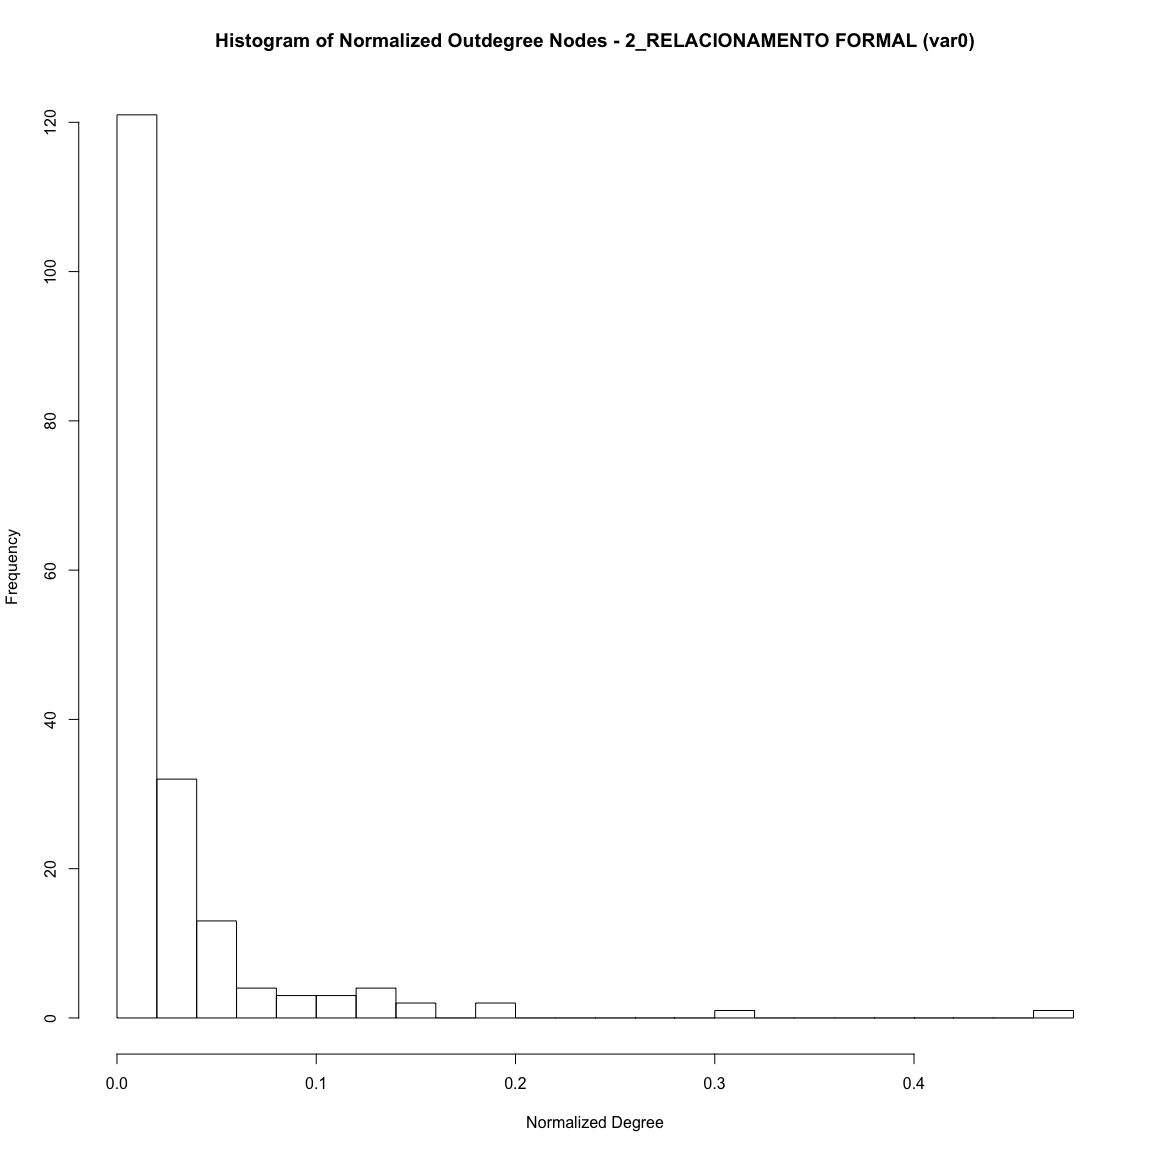 Histogram of Normalized Outdegree Nodes - 2_RELACIONAMENTO FORMAL (var0)
120
100
80
60
40
20
0
Frequency
0.0 0.1 0.2 0.3 0.4
Normalized Degree